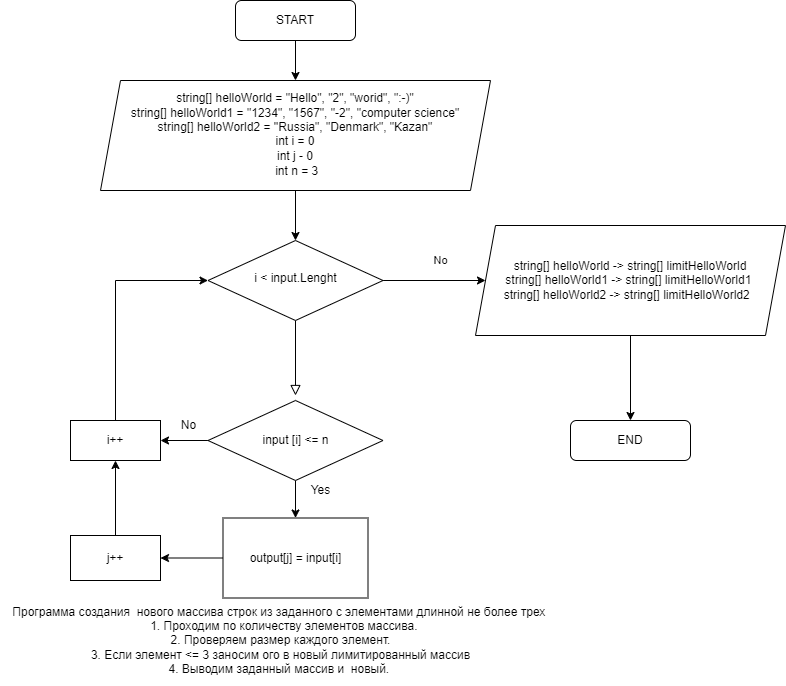 START
string[] helloWorld = "Hello", "2", "worid", ":-)"
string[] helloWorld1 = "1234", "1567", "-2", "computer science"
string[] helloWorld2 = "Russia", "Denmark", "Kazan"
int i = 0
int j - 0
int n = 3
i < input.Lenght
No
string[] helloWorld -> string[] limitHelloWorld
string[] helloWorld1 -> string[] limitHelloWorld1
string[] helloWorld2 -> string[] limitHelloWorld2
END
input [i] <= n
No
i++
Yes
output[j] = input[i]
j++
Программа создания нового массива строк из заданного с элементами длинной не более трех
1. Проходим по количеству элементов массива.
2. Проверяем размер каждого элемент.
3. Если элемент <= 3 заносим ого в новый лимитированный массив
4. Выводим заданный массив и новый.